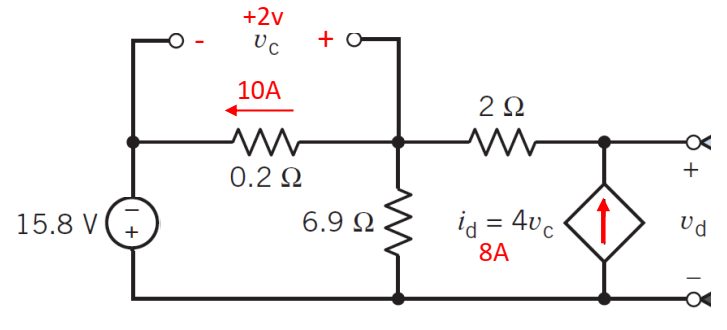 +2v
- v_c +
10A
2 Ω
0.2 Ω
+
15.8 V
-
+
6.9 Ω
i_d = 4v_c
v_d
8A
-